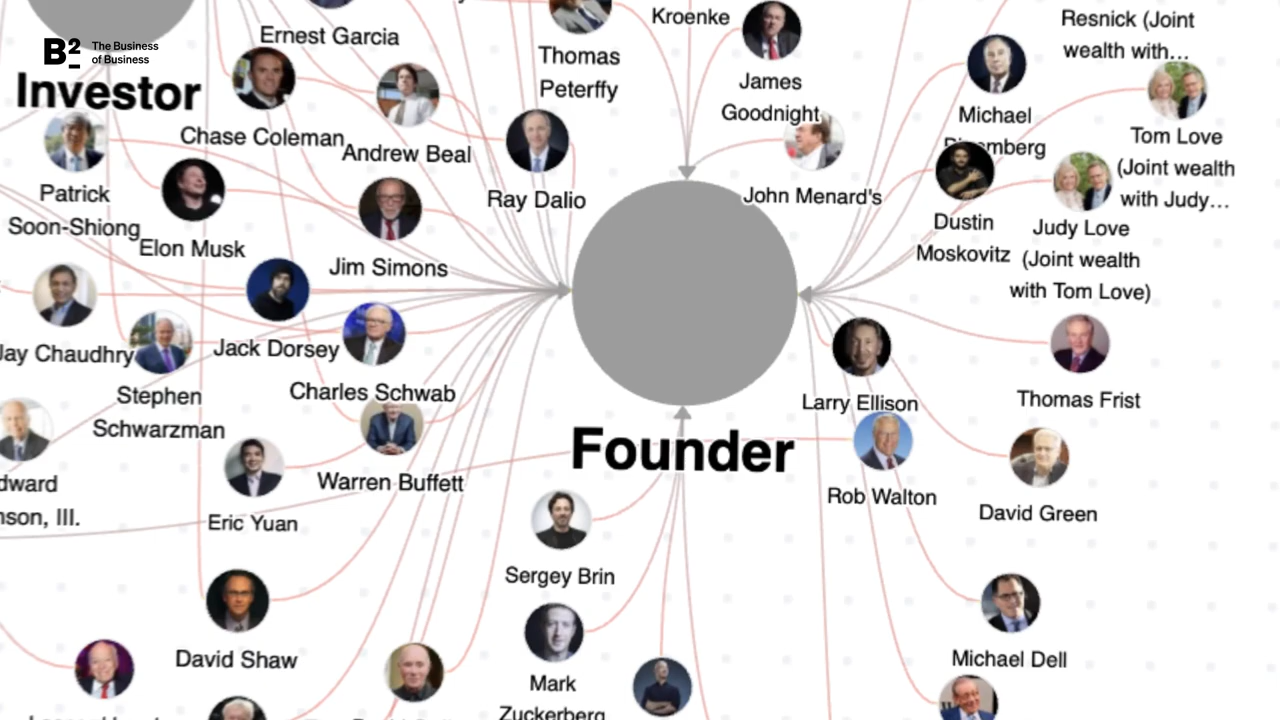 B2
The Business
of Business
Investor
Ernest Garcia
Chase Coleman
Andrew Beal
Thomas
Peterffy
Ray Dalio
Kroenke
James
Goodnight
John Menard's
Michael
Resnick (Joint
wealth with…
Tom Love
(Joint wealth
with Judy…
Dustin
Moskovitz
Judy Love
(Joint wealth
with Tom Love)
Patrick
Soon-Shiong
Elon Musk
Jim Simons
Jay Chaudhry
Jack Dorsey
Stephen
Schwarzman
Charles Schwab
Warren Buffett
Eric Yuan
III.
David Shaw
Founder
Larry Ellison
Thomas Frist
Rob Walton
David Green
Sergey Brin
Mark
Zuckerberg
Michael Dell